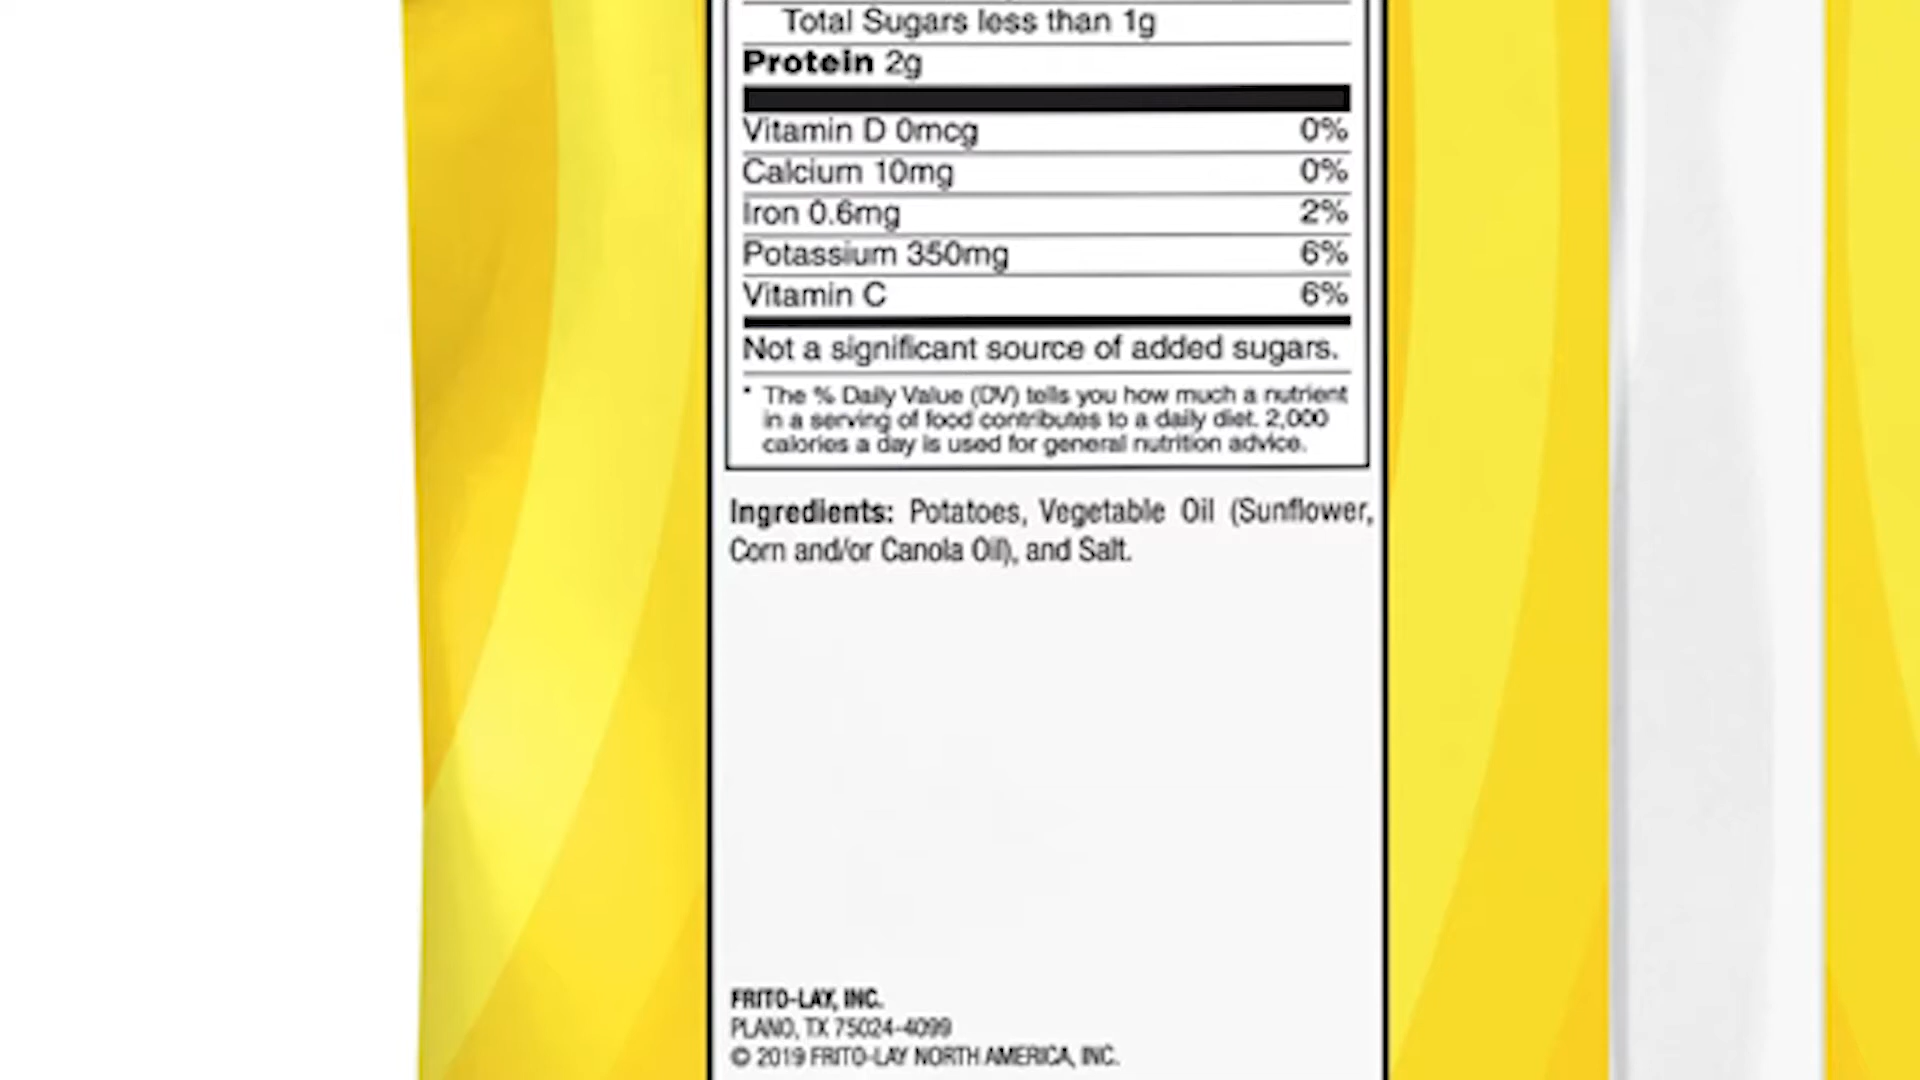 Total Sugars less than 1g
Protein 2g
Vitamin D 0mcg 0%
Calcium 10mg 0%
Iron 0.6mg 2%
Potassium 350mg 6%
Vitamin C 6%
Not a significant source of added sugars.
* The % Daily Value (DV) tells you how much a nutrient
in a serving of food contributes to a daily diet. 2,000
calories a day is used for general nutrition advice.
Ingredients: Potatoes, Vegetable Oil (Sunflower,
Corn and/or Canola Oil), and Salt.
FRITO-LAY, INC.
PLANO, TX 75024-4099
© 2019 FRITO-LAY NORTH AMERICA, INC.